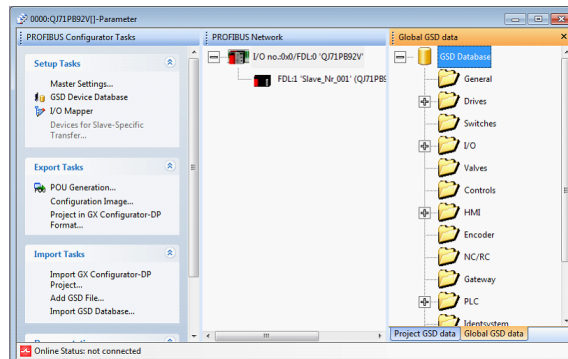 0000:QJ71PB92V[]-Parameter
PROFIBUS Configurator Tasks
Setup Tasks
Master Settings...
GSD Device Database
I/O Mapper
Devices for Slave-Specific
Transfer...
Export Tasks
POU Generation...
Configuration Image...
Project in GX Configurator-DP
Format...
Import Tasks
Import GX Configurator-DP
Project...
Add GSD File...
Import GSD Database...
PROFIBUS Network
I/O no.:0x0/FDL:0 'QJ71PB92V'
FDL:1 'Slave_Nr_001' (QJ71PB9
Global GSD data
GSD Database
General
Drives
Switches
I/O
Valves
Controls
HMI
Encoder
NC/RC
Gateway
PLC
Identsystem
Project GSD data
Global GSD data
Online Status: not connected